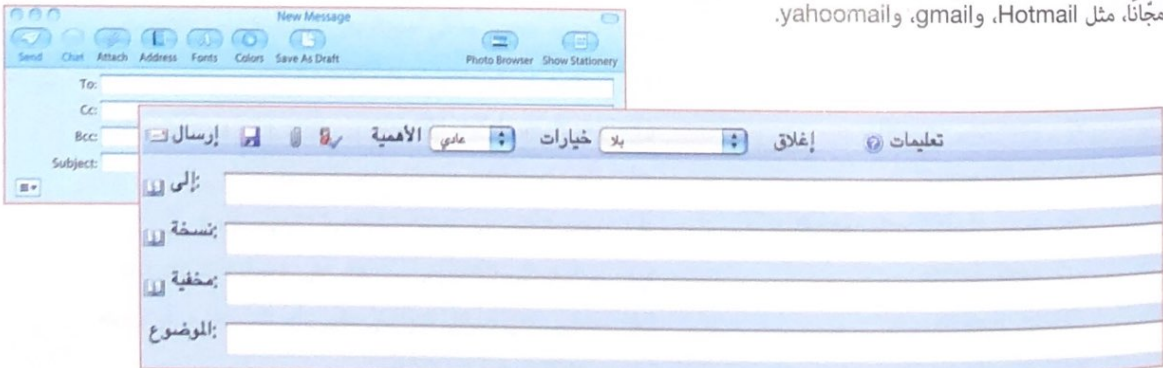 مجّانًا، مثل Hotmail، وgmail، وyahoomail.
New Message
Send Chat Attach Address Fonts Colors Save As Draft Photo Browser Show Stationery
To:
Cc:
Bcc:
Subject:
إرسال الأهمية عادي خيارات بلا إغلاق تعليمات
إلى:
نسخة:
مخفية:
الموضوع: